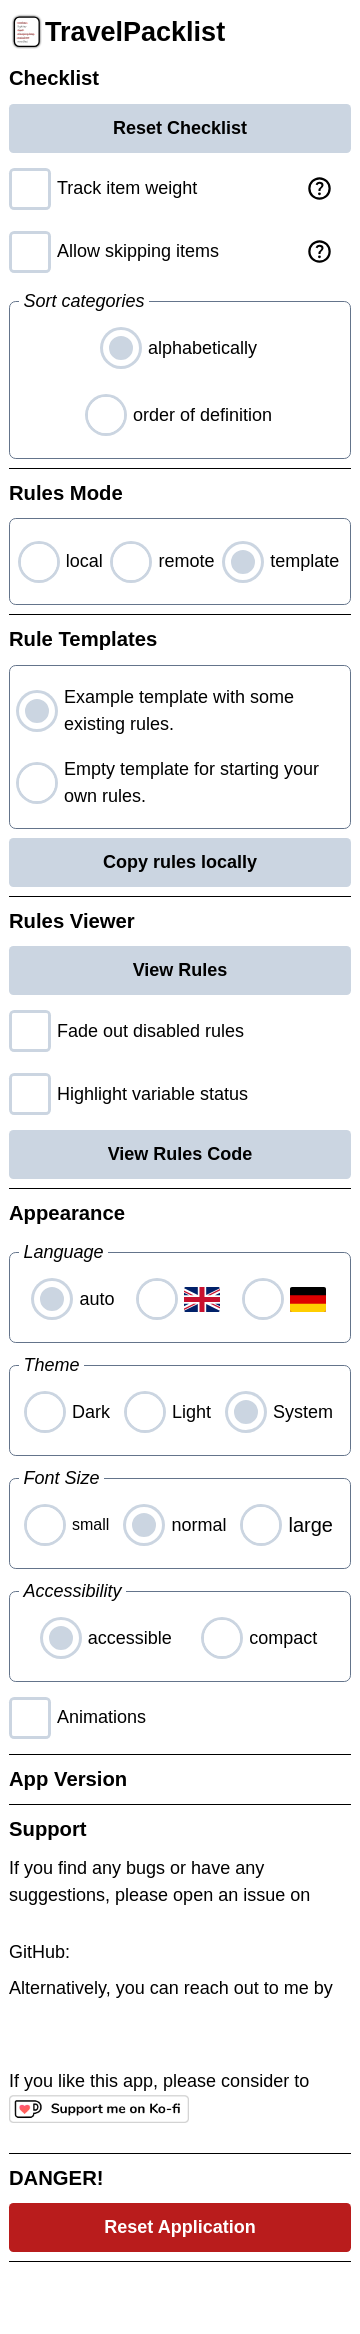 TravelPacklist
Checklist
Reset Checklist
Track item weight
Allow skipping items
Sort categories
alphabetically
order of definition
Rules Mode
local remote template
Rule Templates
Example template with some
existing rules.
Empty template for starting your
own rules.
Copy rules locally
Rules Viewer
View Rules
Fade out disabled rules
Highlight variable status
View Rules Code
Appearance
Language
auto
Theme
Dark Light System
Font Size
small normal large
Accessibility
accessible compact
Animations
App Version
Support
If you find any bugs or have any
suggestions, please open an issue on
GitHub:
Alternatively, you can reach out to me by
If you like this app, please consider to
Support me on Ko-fi
DANGER!
Reset Application